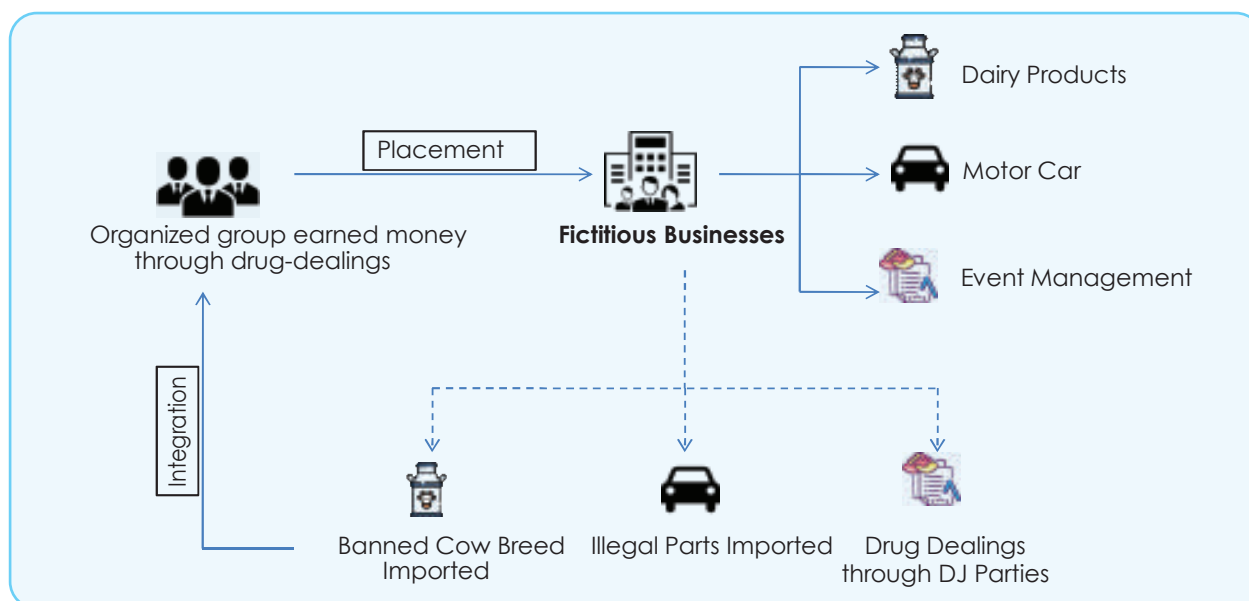 Dairy Products
Placement
Motor Car
Organized group earned money
through drug-dealings
Fictitious Businesses
Event Management
Integration
Banned Cow Breed
Imported
Illegal Parts Imported
Drug Dealings
through DJ Parties